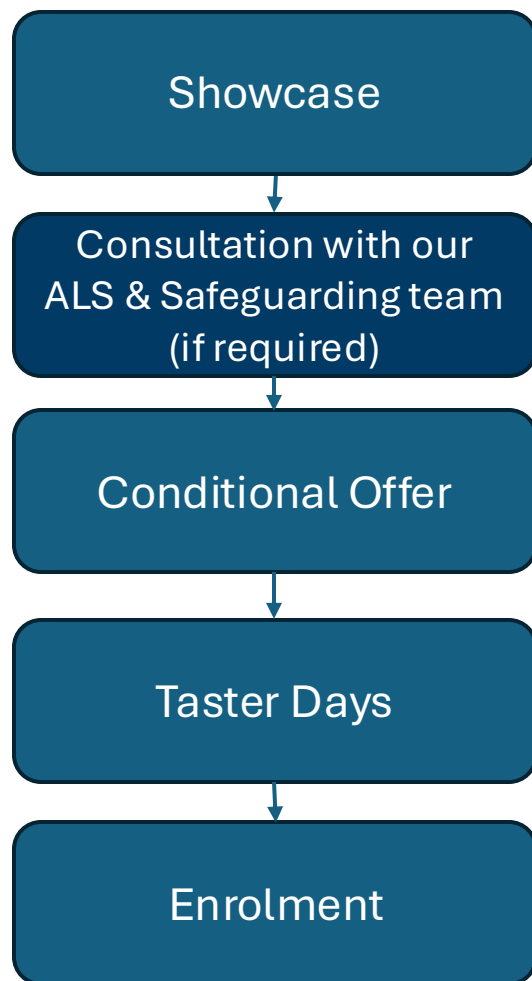 Showcase
Consultation with our
ALS & Safeguarding team
(if required)
Conditional Offer
Taster Days
Enrolment